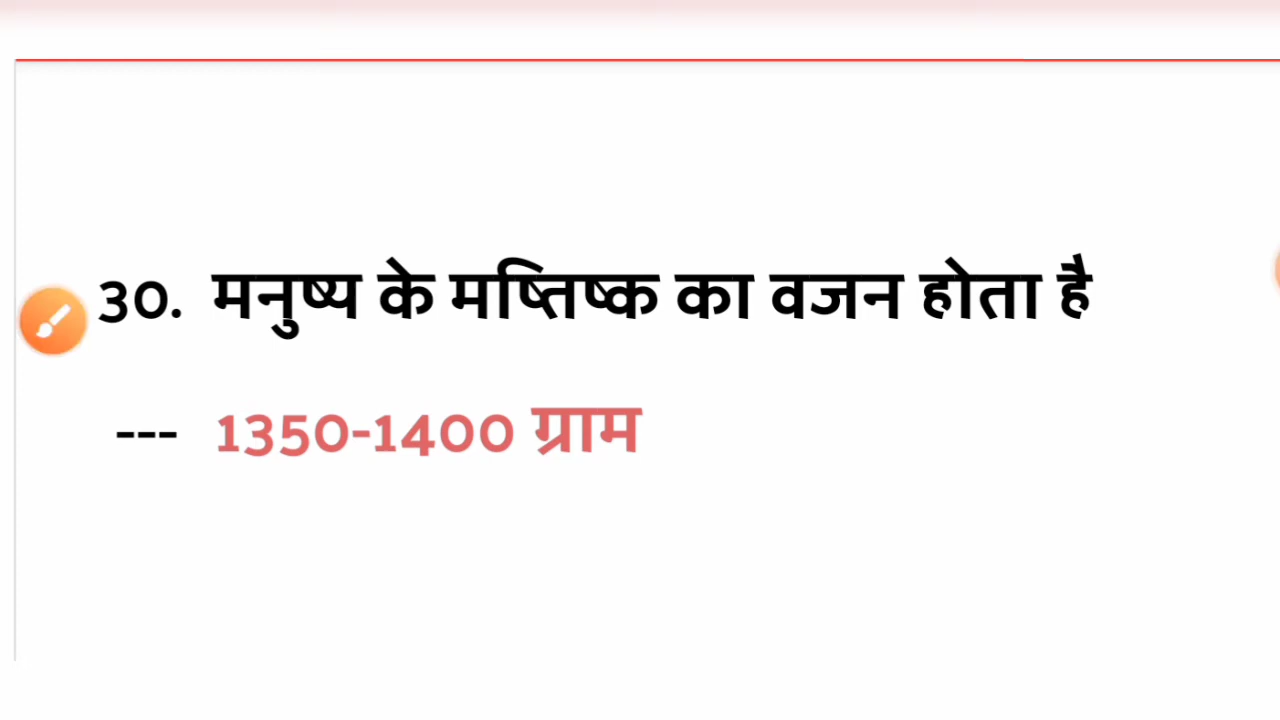 30. मनुष्य के मष्तिष्क का वजन होता है
--- 1350-1400 ग्राम